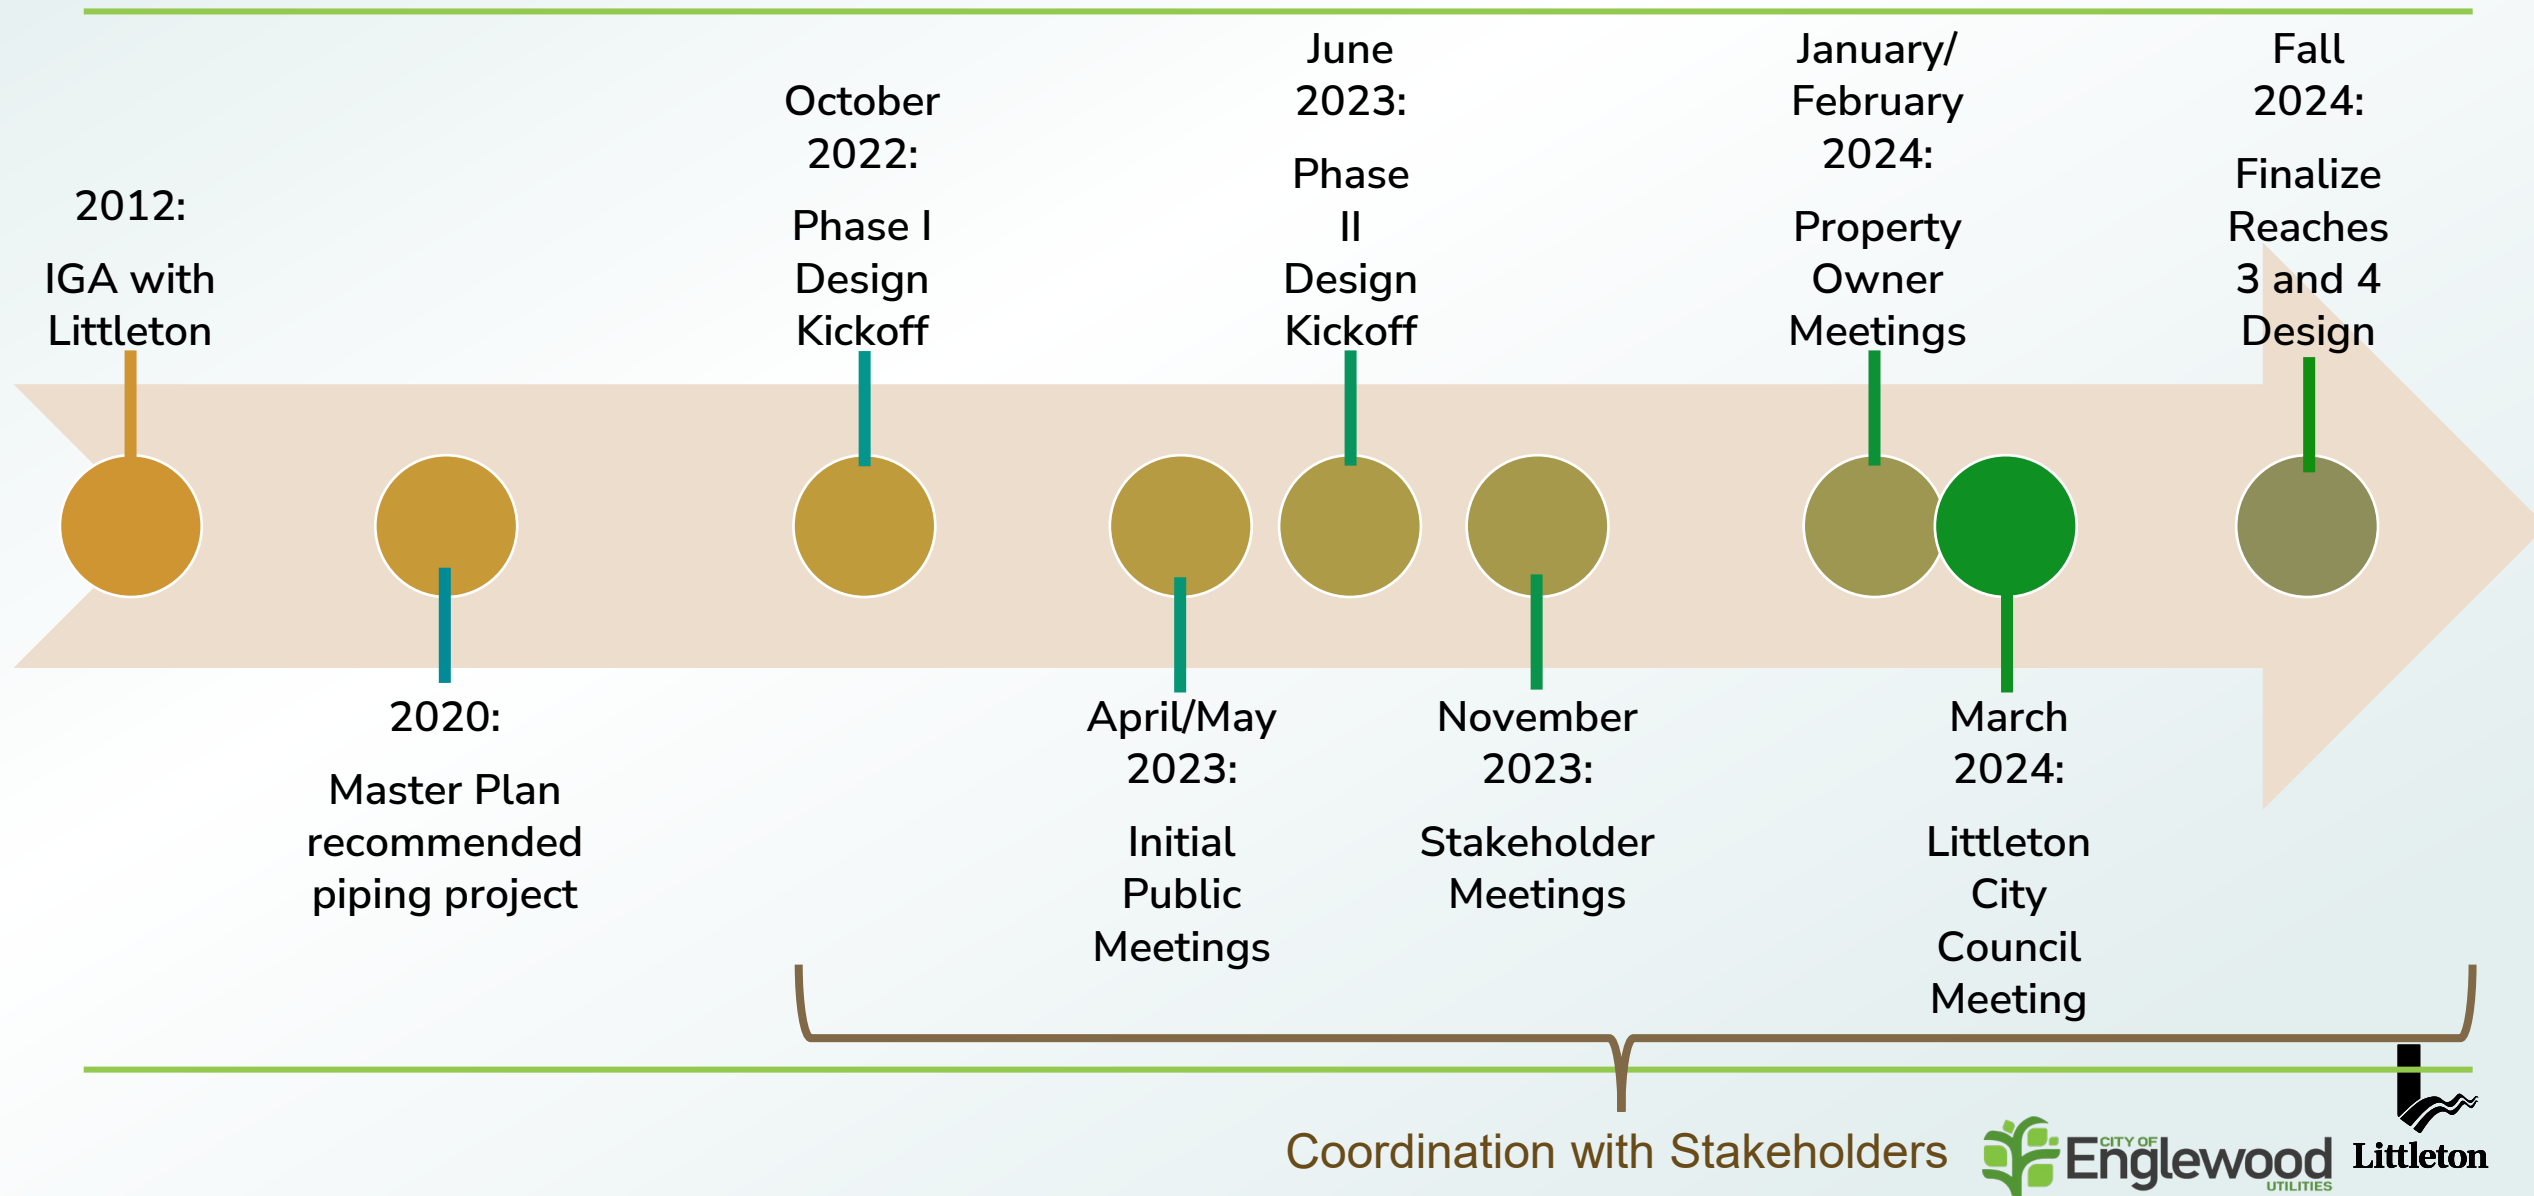 2012:
IGA with
Littleton
2020:
Master Plan
recommended
piping project
October
2022:
Phase I
Design
Kickoff
April/May
2023:
Initial
Public
Meetings
June
2023:
Phase
II
Design
Kickoff
November
2023:
Stakeholder
Meetings
January/
February
2024:
Property
Owner
Meetings
March
2024:
Littleton
City
Council
Meeting
Fall
2024:
Finalize
Reaches
3 and 4
Design
Coordination with Stakeholders
CITY OF
Englewood
UTILITIES
Littleton